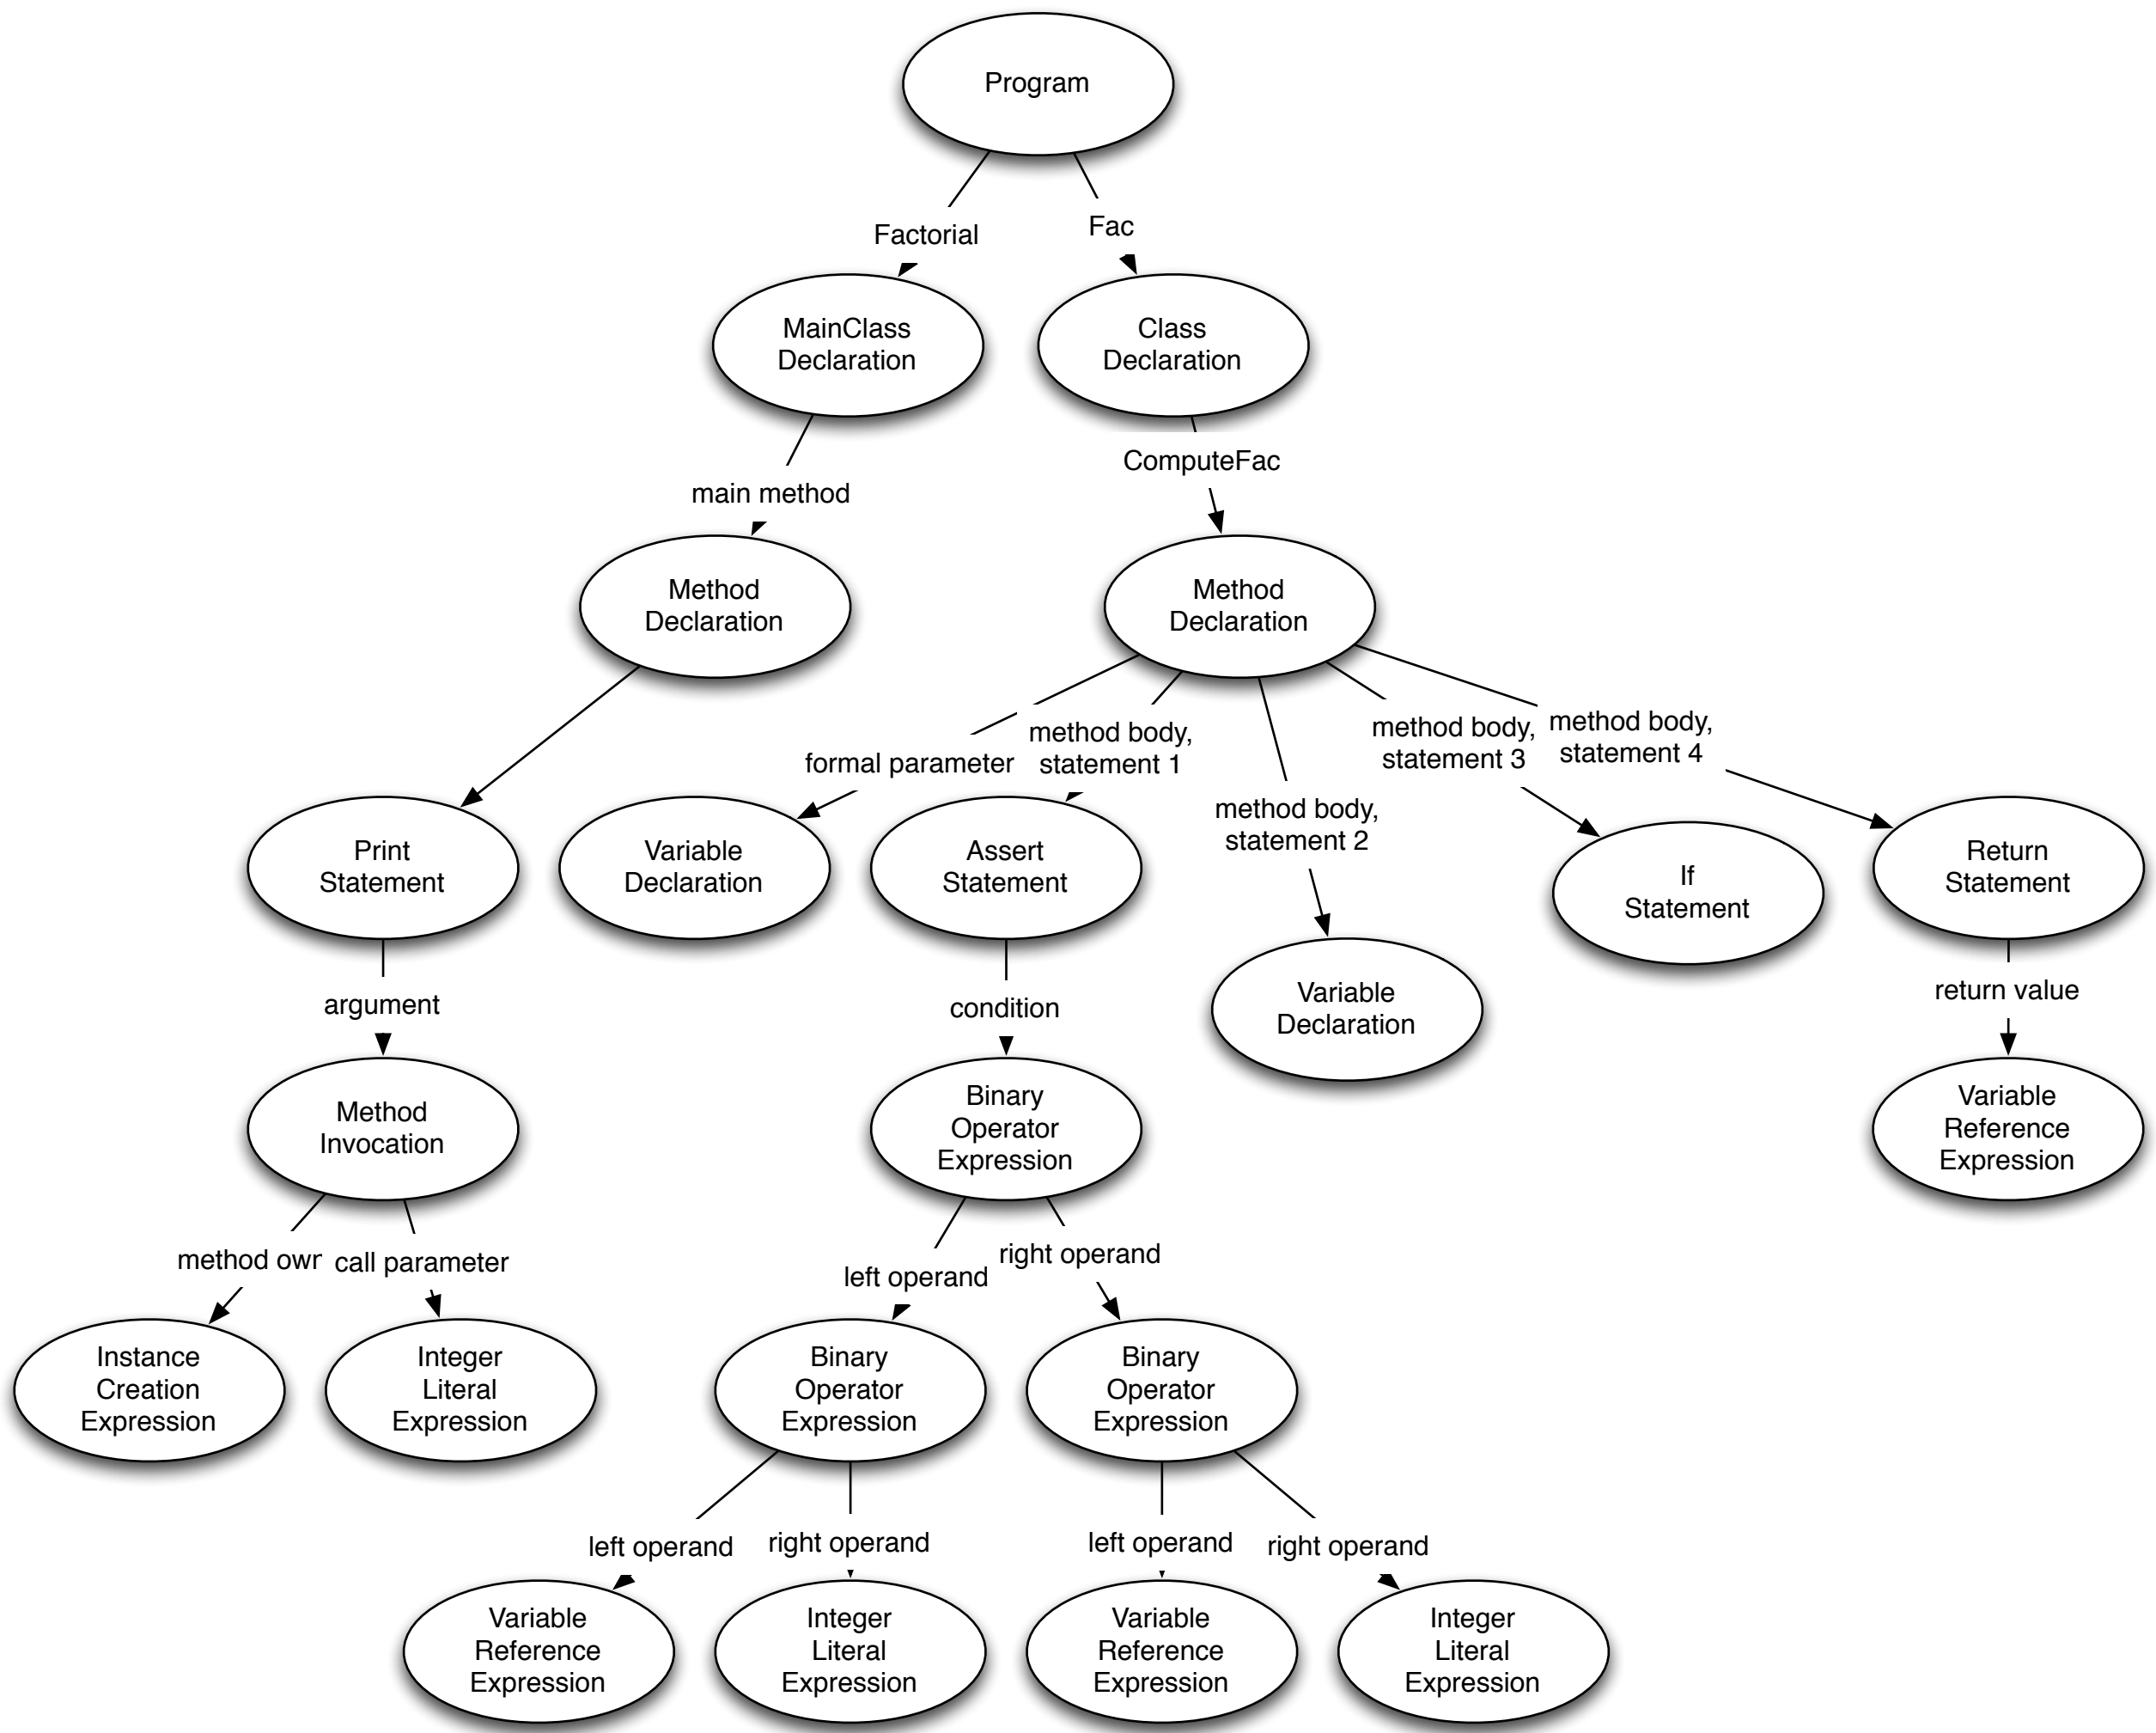 Program
Factorial
Fac
MainClass
Declaration
Class
Declaration
ComputeFac
main method
Method
Declaration
Method
Declaration
formal parameter
method body,
statement 1
method body,
statement 2
method body,
statement 3
method body,
statement 4
Print
Statement
Variable
Declaration
Assert
Statement
Variable
Declaration
If
Statement
Return
Statement
argument
condition
return value
Method
Invocation
Binary
Operator
Expression
Variable
Reference
Expression
method owr
call parameter
left operand
right operand
Instance
Creation
Expression
Integer
Literal
Expression
Binary
Operator
Expression
Binary
Operator
Expression
left operand
right operand
left operand
right operand
Variable
Reference
Expression
Integer
Literal
Expression
Variable
Reference
Expression
Integer
Literal
Expression